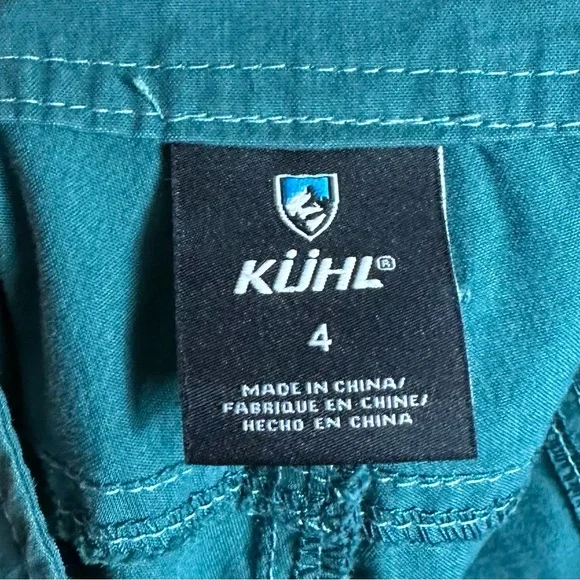 KÜHL®
4
MADE IN CHINA/
FABRIQUE EN CHINE/
HECHO EN CHINA